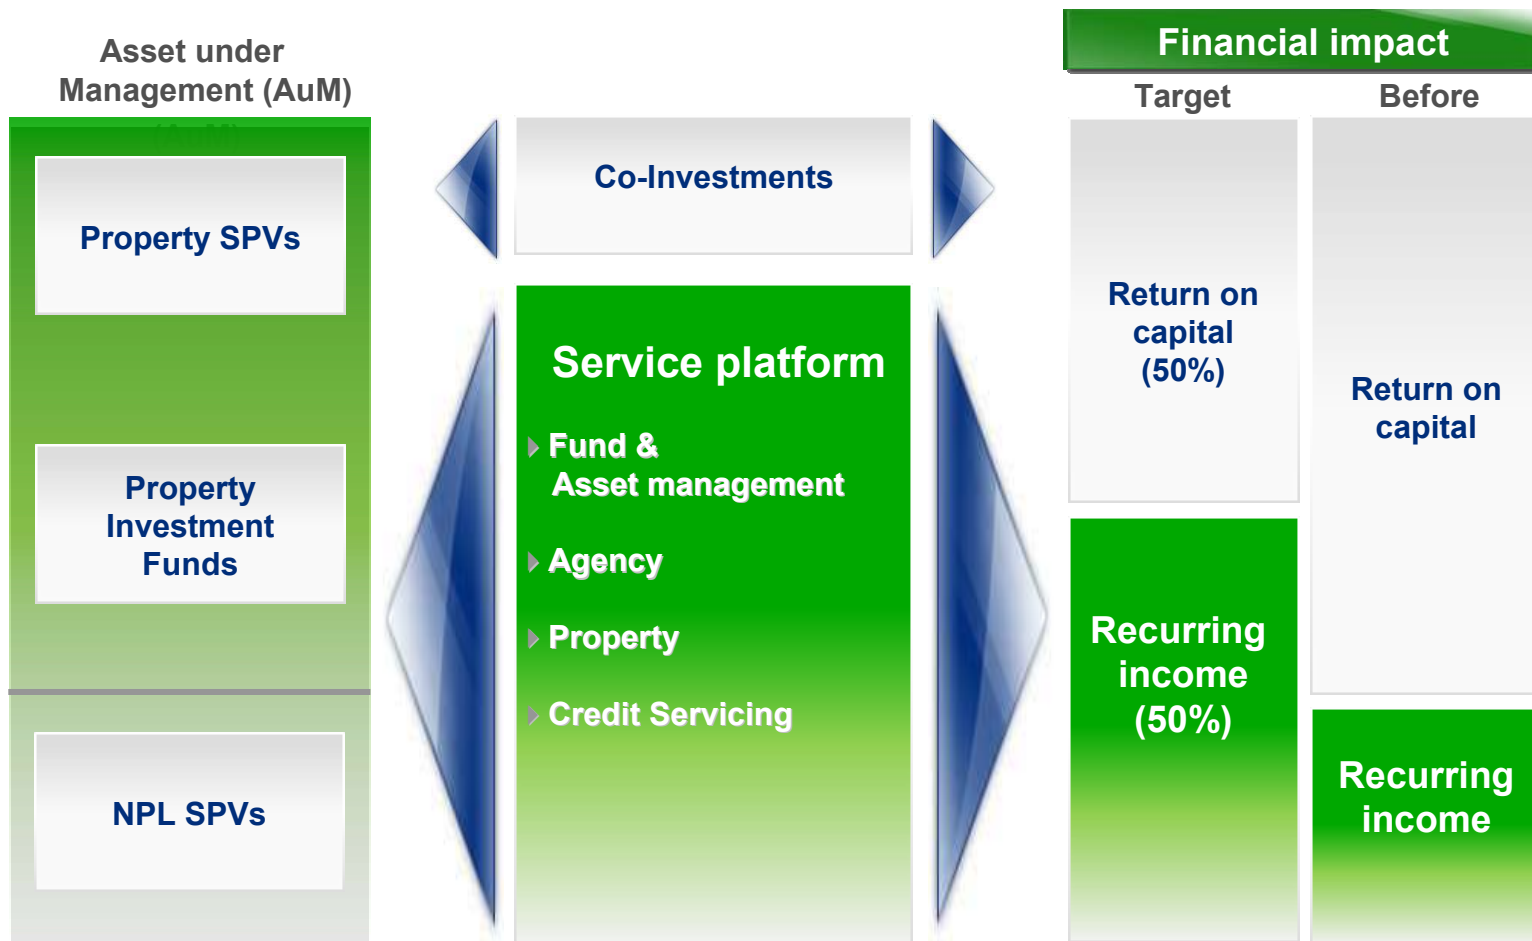 Asset under
Management (AuM)
(AuM)
Property SPVs
Property
Investment
Funds
NPL SPVs
Co-Investments
Service platform
Fund &
Asset management
Agency
Property
Credit Servicing
Financial impact
Target
Before
Return on
capital
(50%)
Recurring
income
(50%)
Return on
capital
Recurring
income